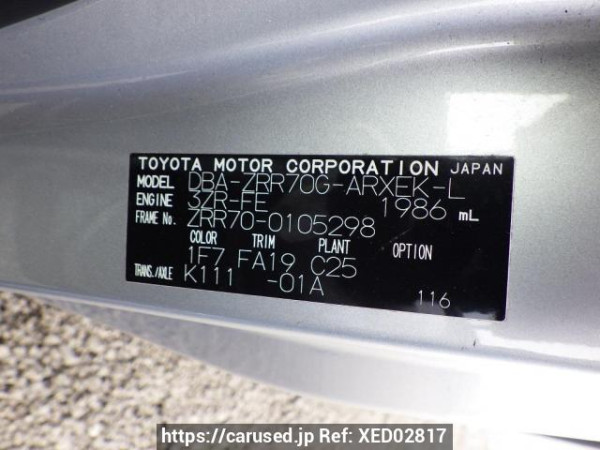 TOYOTA MOTOR CORPORATION JAPAN
MODEL DBA-ZRR70G-ARXEK-L
ENGINE 3ZR-FE 1986 mL
FRAME No. ZRR70-0105298
COLOR TRIM PLANT OPTION
1F7 FA19 C25
TRANS./AXLE K111 -01A
116
https://carused.jp Ref: XED02817